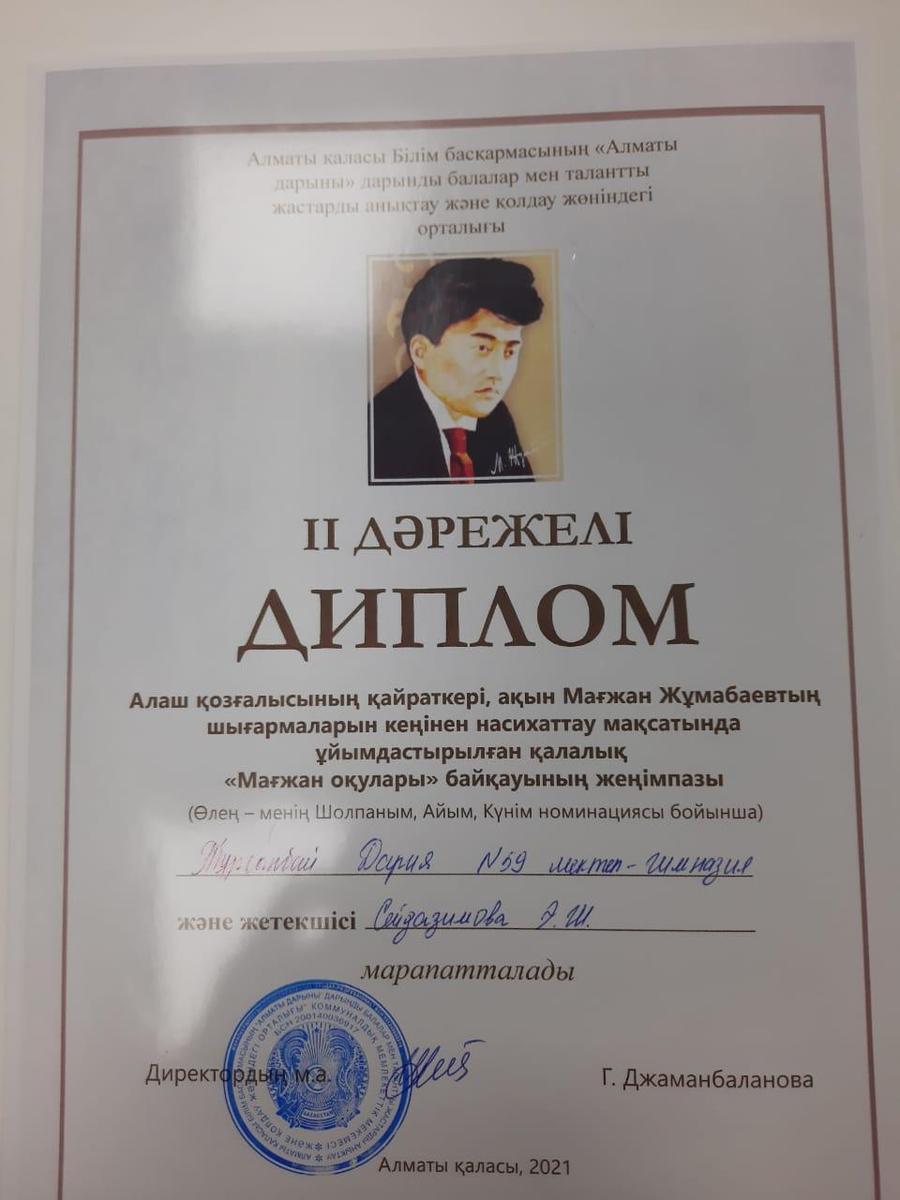 Алматы қаласы Білім басқармасының «Алматы
дарыны» дарынды балалар мен талантты
жастарды анықтау және қолдау жөніндегі
орталығы
ІІ ДӘРЕЖЕЛІ
ДИПЛОМ
Алаш қозғалысының қайраткері, ақын Мағжан Жұмабаевтың
шығармаларын кеңінен насихаттау мақсатында
ұйымдастырылған қалалық
«Мағжан оқулары» байқауының жеңімпазы
(Өлең – менің Шолпаным, Айым, Күнім номинациясы бойынша)
Дария №59 мектеп-гимназия
және жетекшісі Сейдазимова Ә.Ш.
марапатталады
Директордың м.а.
Г. Джаманбаланова
Алматы қаласы, 2021